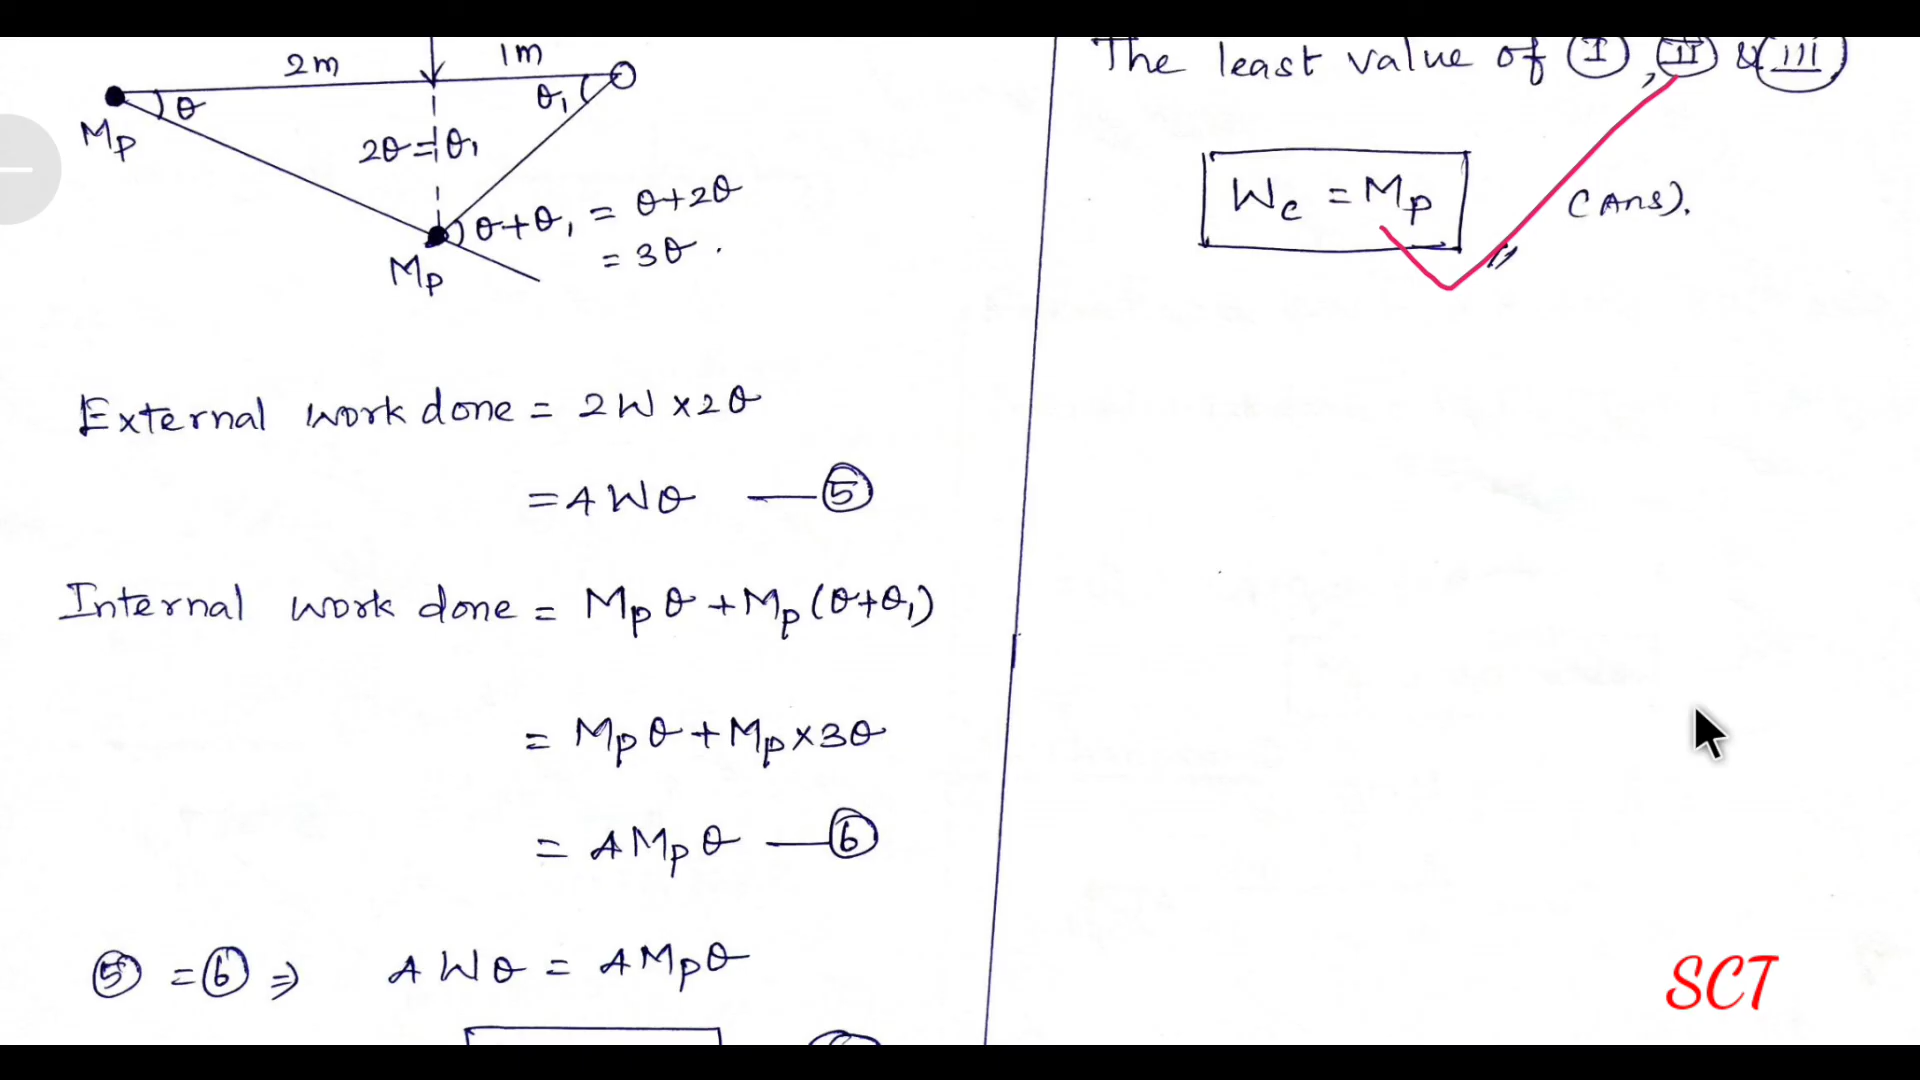 2m 1m
θ θ₁
Mp
2θ = θ₁
θ+θ₁ = θ+2θ
= 3θ.
Mp
External work done = 2W×2θ
= 4Wθ —⑤
Internal work done = Mpθ + Mp(θ+θ₁)
= Mpθ + Mp×3θ
= 4Mpθ —⑥
⑤ = ⑥ ⇒ 4Wθ = 4Mpθ
The least value of Ⓘ, Ⓘ︎Ⓘ & III
Wc = Mp (Ans).
SCT